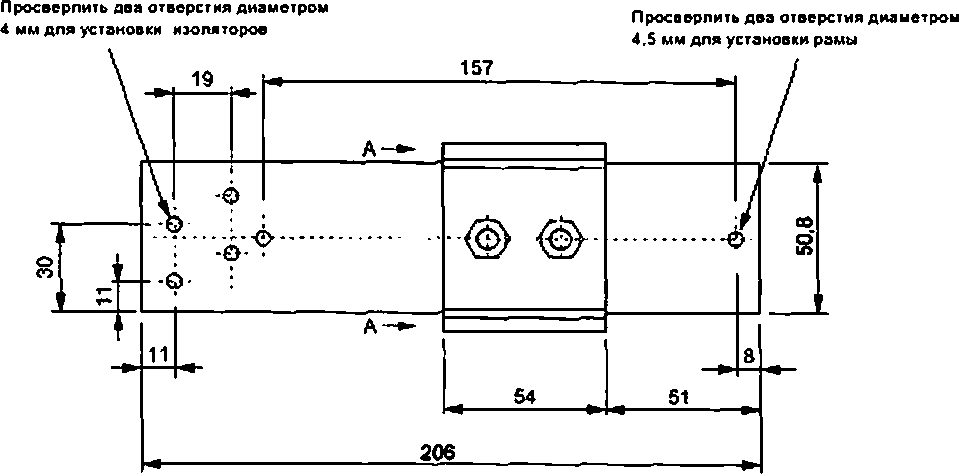 Просверлить два отверстия диаметром
4 мм для установки изоляторов
Просверлить два отверстия диаметром
4,5 мм для установки рамы
157
19
A
30
11
50,8
A
11
8
54
51
206